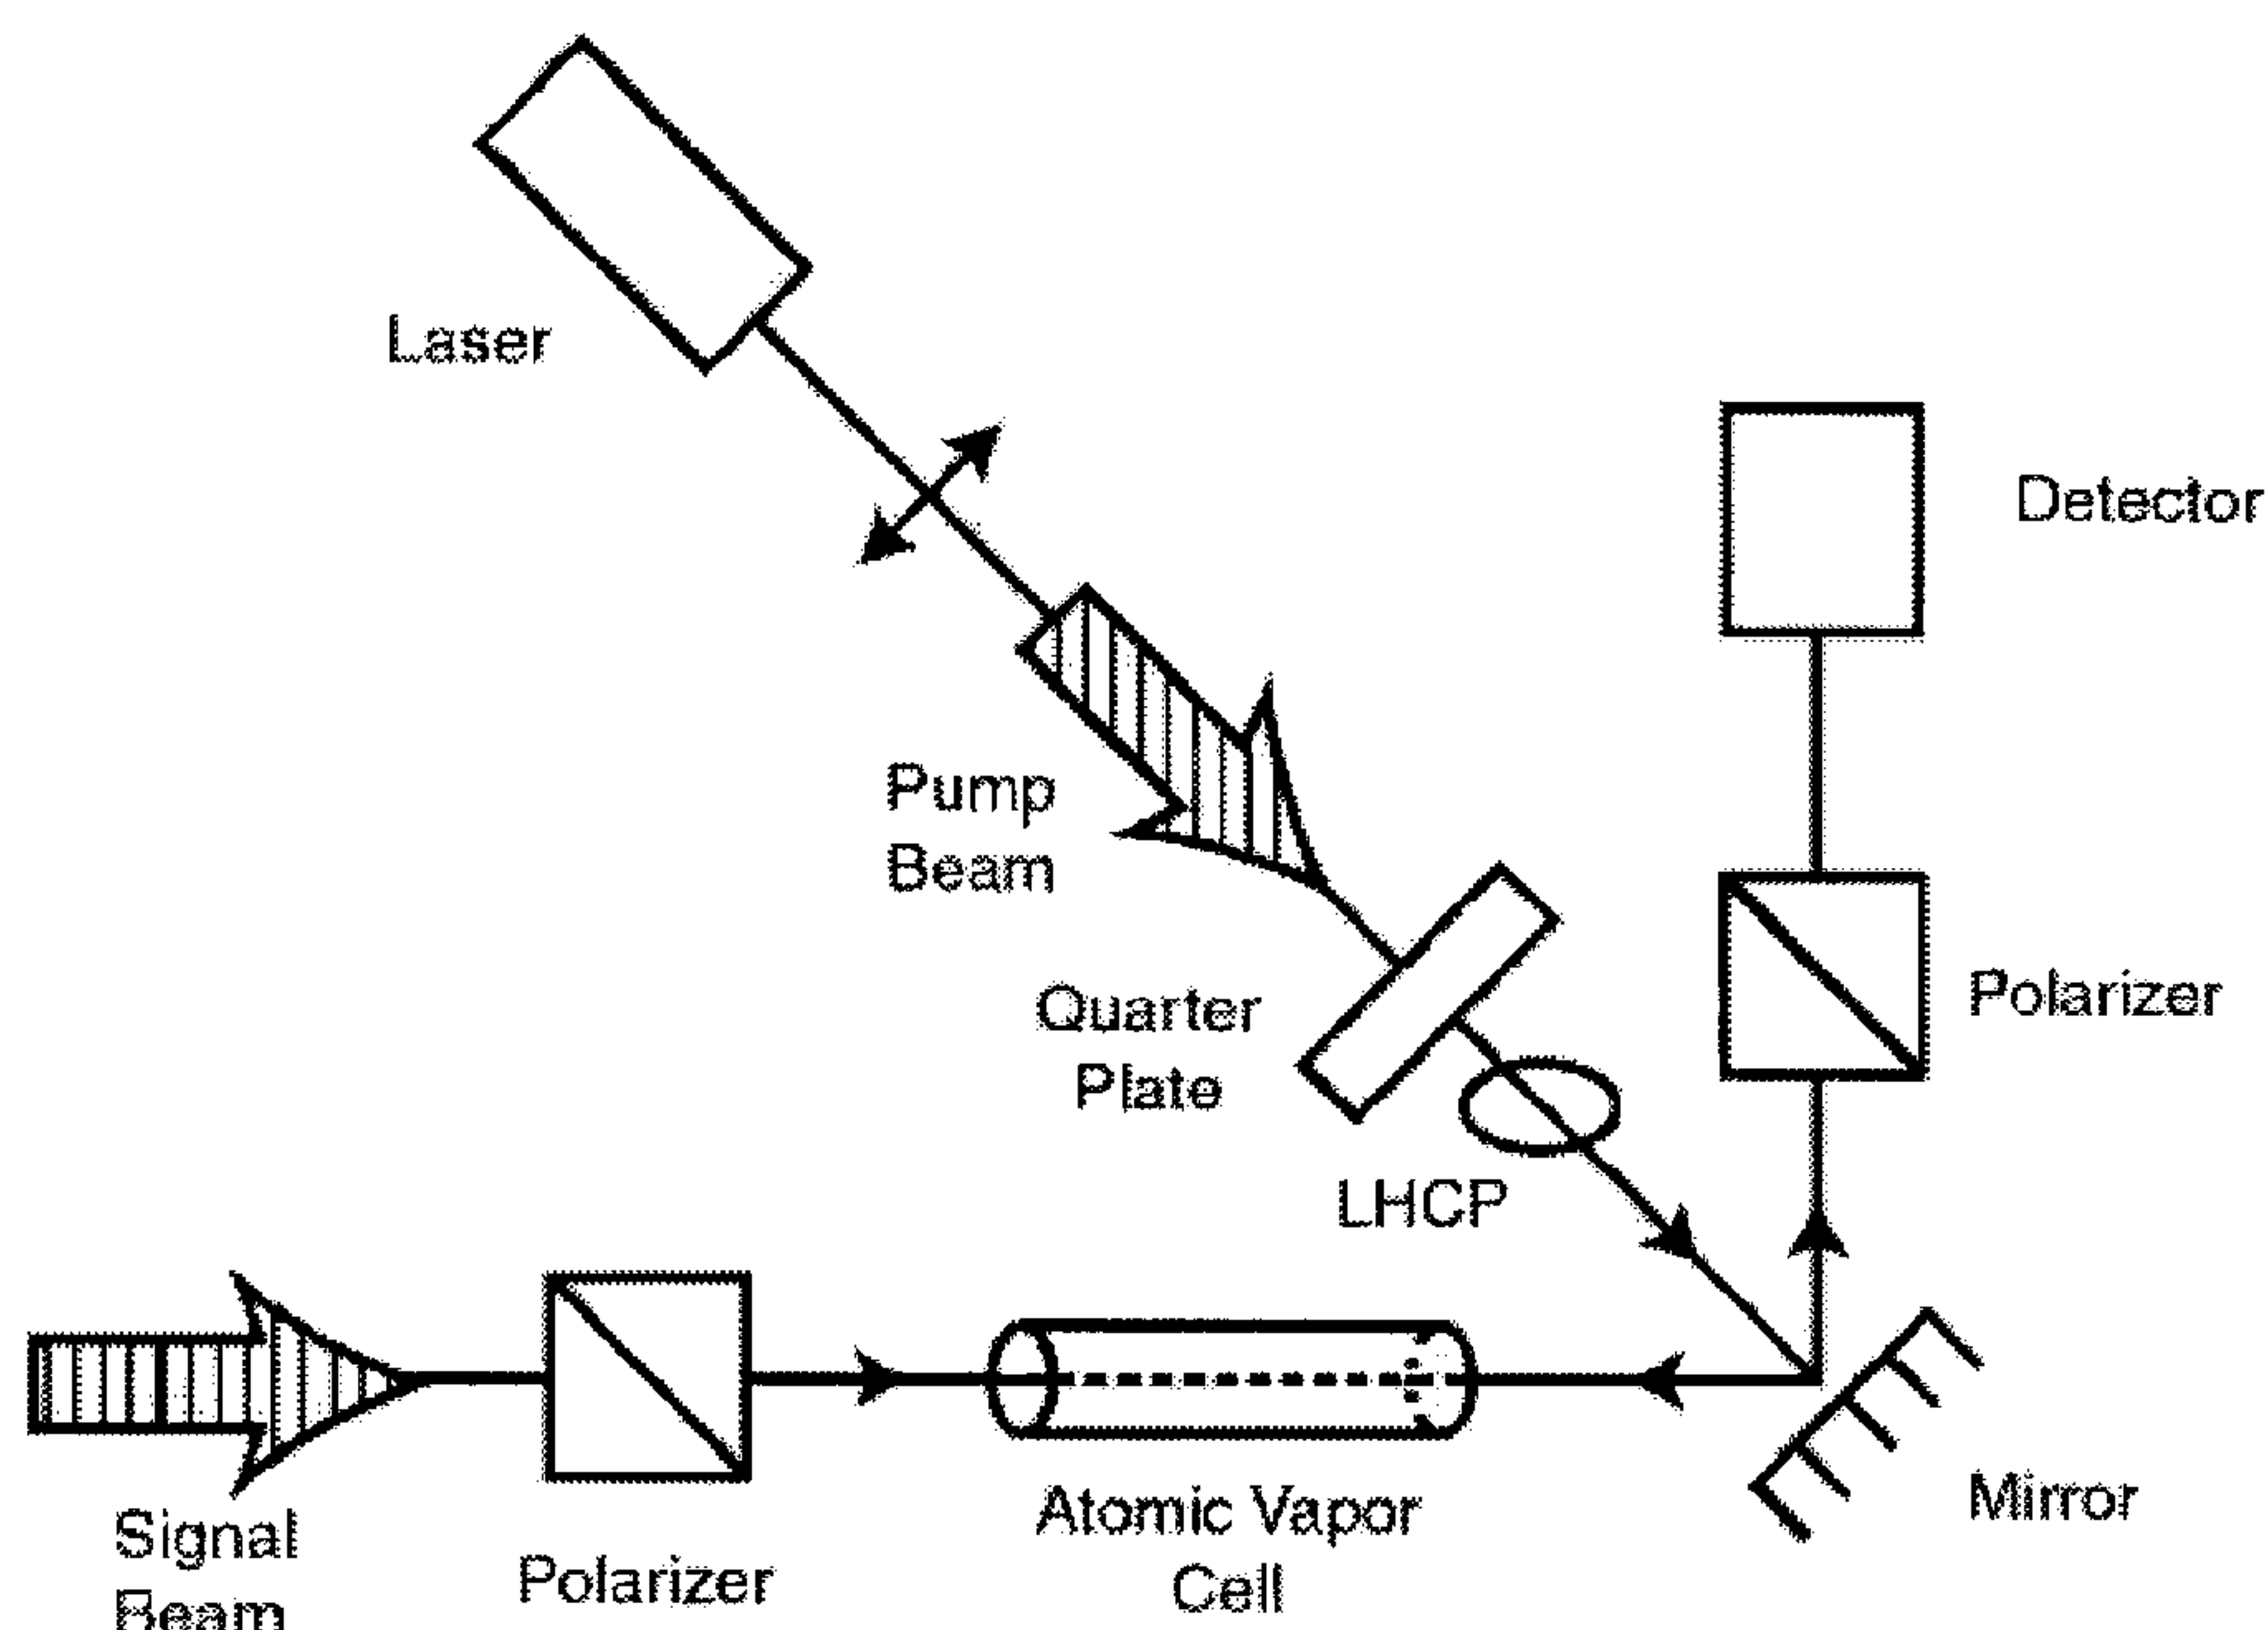 Laser
Detector
Pump
Beam
Quarter
Plate
Polarizer
LHCP
Signal
Beam
Polarizer
Atomic Vapor
Cell
Mirror